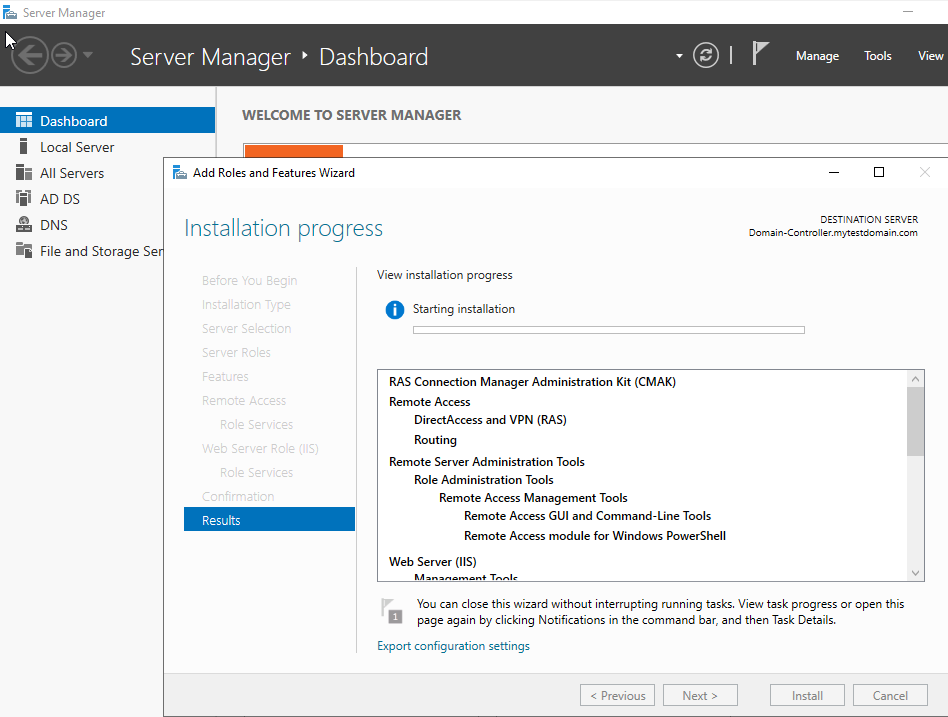 Server Manager
Server Manager ‣ Dashboard
Manage
Tools
View
Dashboard
Local Server
All Servers
AD DS
DNS
File and Storage Ser
WELCOME TO SERVER MANAGER
Add Roles and Features Wizard
Installation progress
DESTINATION SERVER
Domain-Controller.mytestdomain.com
Before You Begin
Installation Type
Server Selection
Server Roles
Features
Remote Access
Role Services
Web Server Role (IIS)
Role Services
Confirmation
Results
View installation progress
Starting installation
RAS Connection Manager Administration Kit (CMAK)
Remote Access
DirectAccess and VPN (RAS)
Routing
Remote Server Administration Tools
Role Administration Tools
Remote Access Management Tools
Remote Access GUI and Command-Line Tools
Remote Access module for Windows PowerShell
Web Server (IIS)
Management Tools
1
You can close this wizard without interrupting running tasks. View task progress or open this
page again by clicking Notifications in the command bar, and then Task Details.
Export configuration settings
< Previous
Next >
Install
Cancel